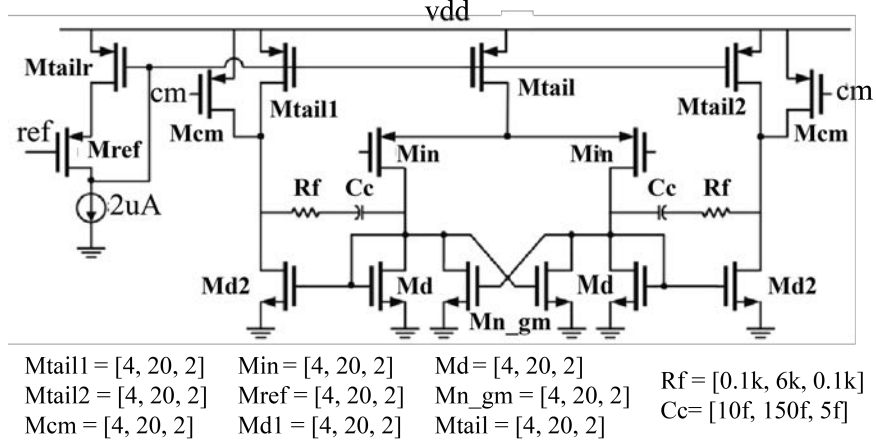 vdd
Mtailr
cm
Mtail1
Mtail
Mtail2
cm
ref
Mref
Mcm
Min
Min
Mcm
2uA
Rf Cc
Cc Rf
Md2
Md
Mn_gm
Md
Md2
Mtail1 = [4, 20, 2] Min = [4, 20, 2] Md = [4, 20, 2]
Mtail2 = [4, 20, 2] Mref = [4, 20, 2] Mn_gm = [4, 20, 2]
Mcm = [4, 20, 2] Md1 = [4, 20, 2] Mtail = [4, 20, 2]
Rf = [0.1k, 6k, 0.1k]
Cc= [10f, 150f, 5f]